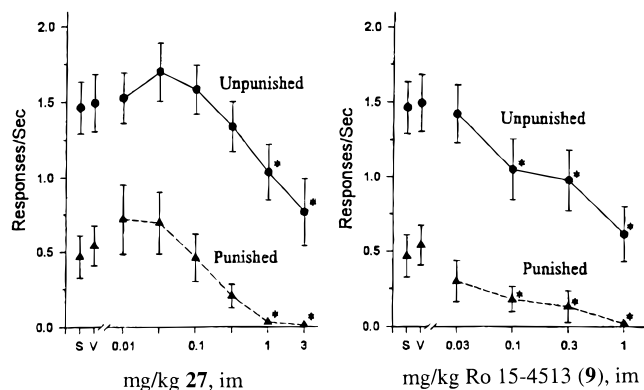 2.0
1.5
1.0
0.5
0.0
Responses/Sec
Unpunished
Punished
*
*
*
*
S V 0.01 0.1 1 3
mg/kg 27, im
2.0
1.5
1.0
0.5
0.0
Responses/Sec
Unpunished
Punished
*
*
*
*
*
*
S V 0.03 0.1 0.3 1
mg/kg Ro 15-4513 (9), im